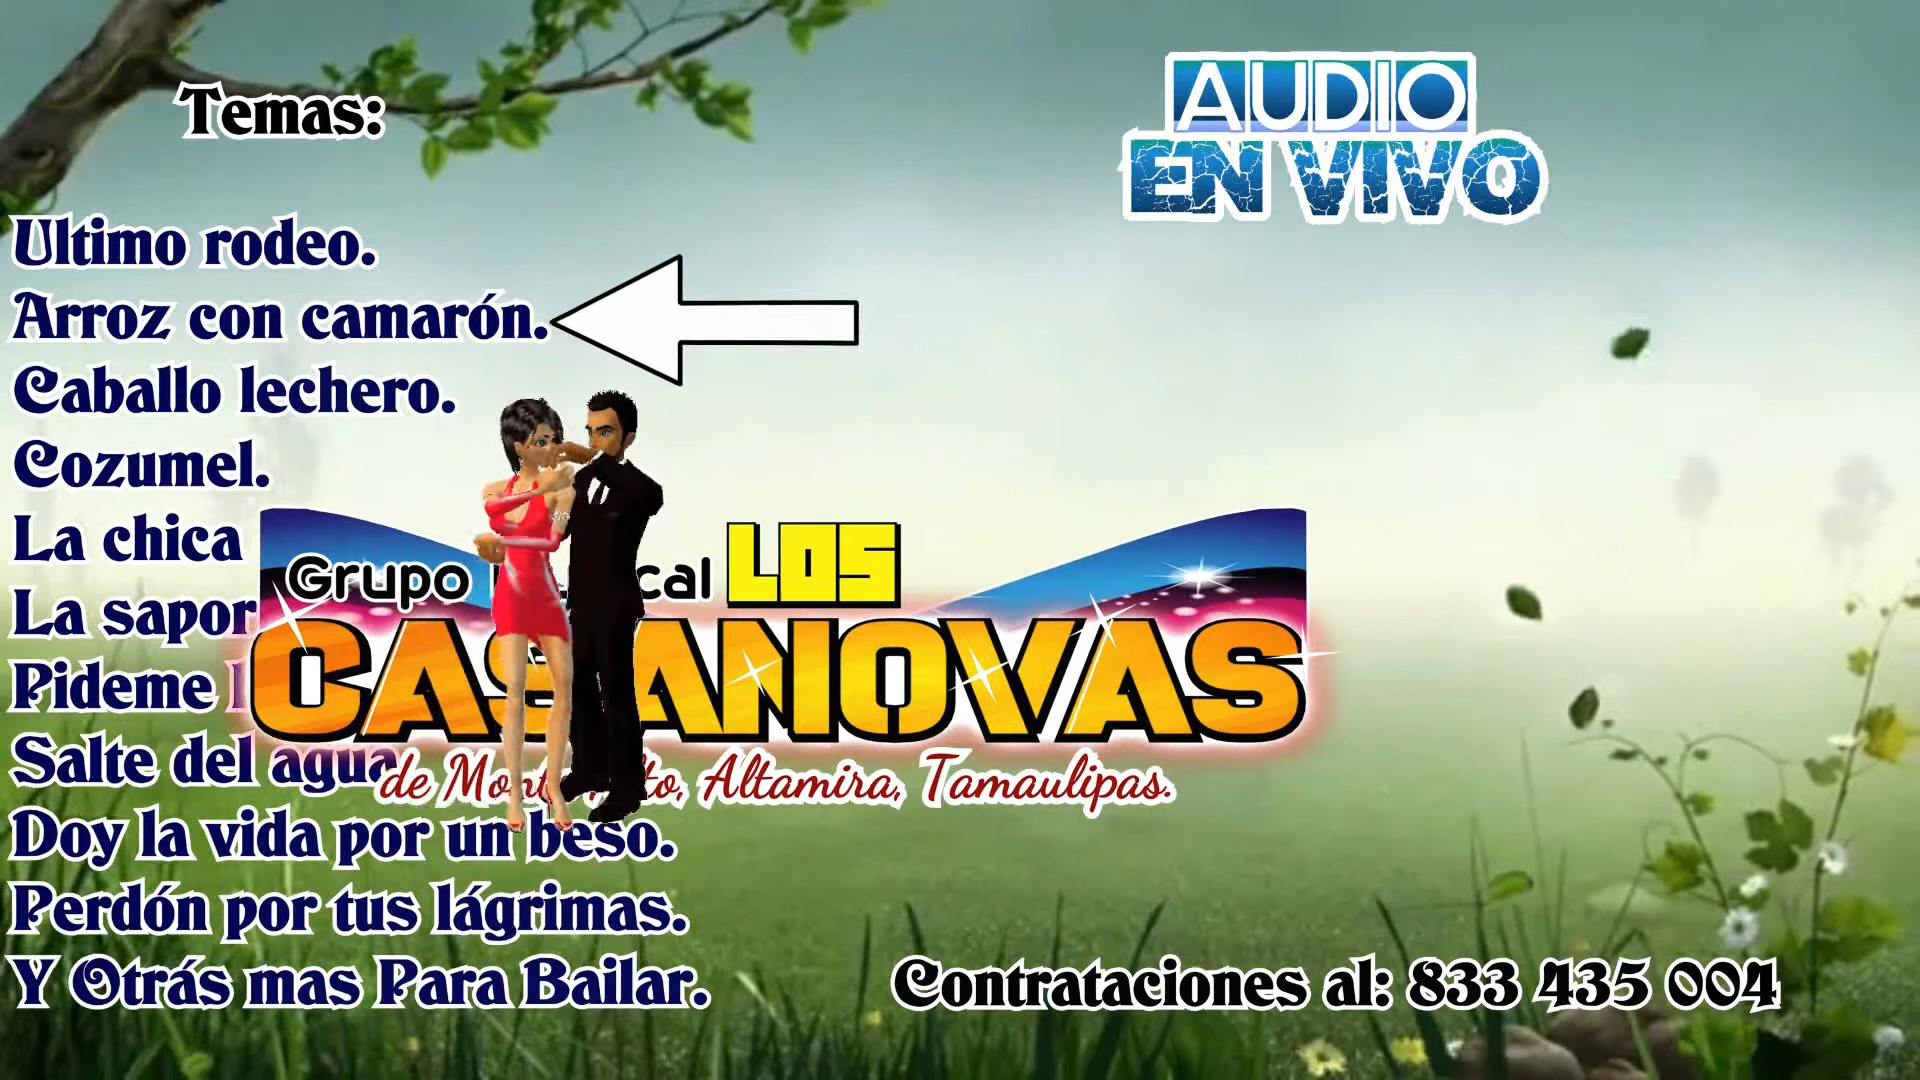 Temas:
AUDIO
EN VIVO
Ultimo rodeo.
Arroz con camarón.
Caballo lechero.
Cozumel.
La chica
La
Pideme
Salte del agua
Doy la vida por un beso.
Perdón por tus lágrimas.
Y Otrás mas Para Bailar.
Grupo LOS
CASANOVAS
de Altamira, Tamaulipas.
Contrataciones al: 833 435 004